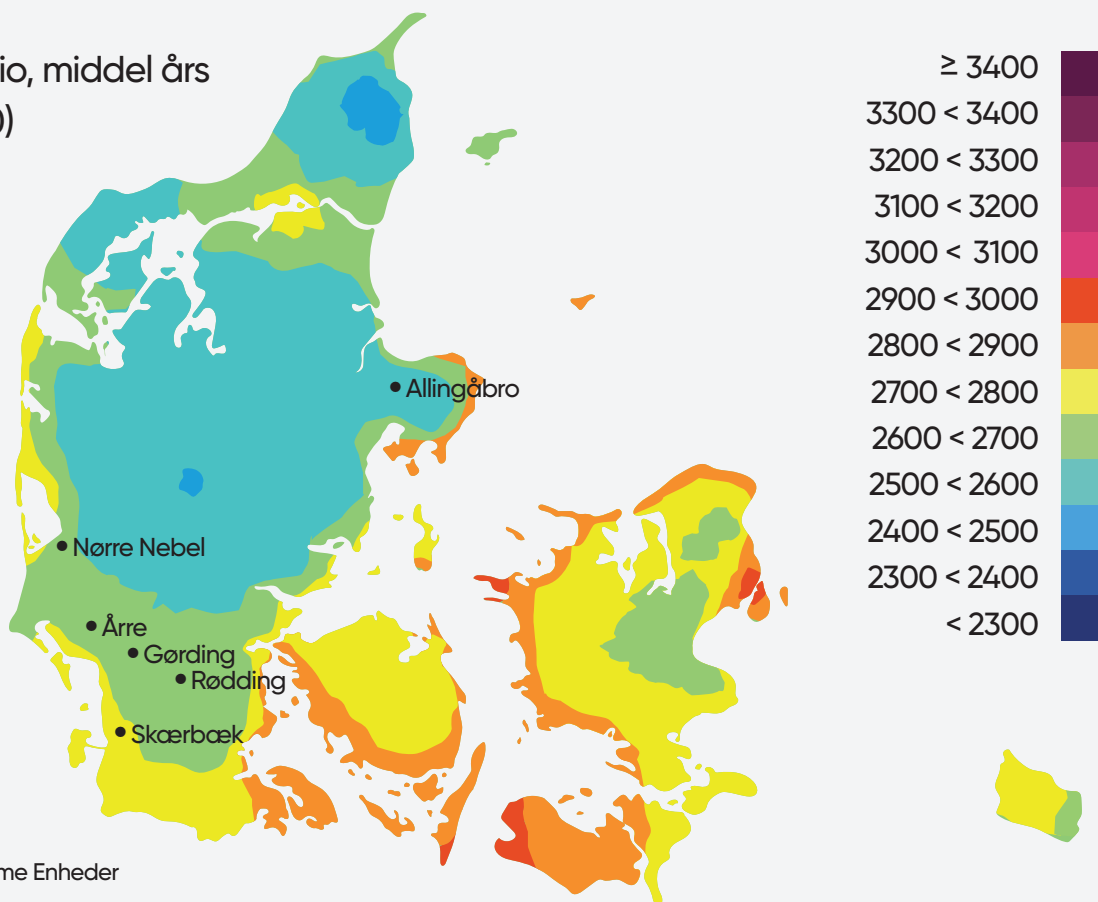 io, middel års
0)
≥ 3400
3300 < 3400
3200 < 3300
3100 < 3200
3000 < 3100
2900 < 3000
2800 < 2900
2700 < 2800
2600 < 2700
2500 < 2600
2400 < 2500
2300 < 2400
< 2300
Allingåbro
Nørre Nebel
Årre
Gørding
Rødding
Skærbæk
me Enheder